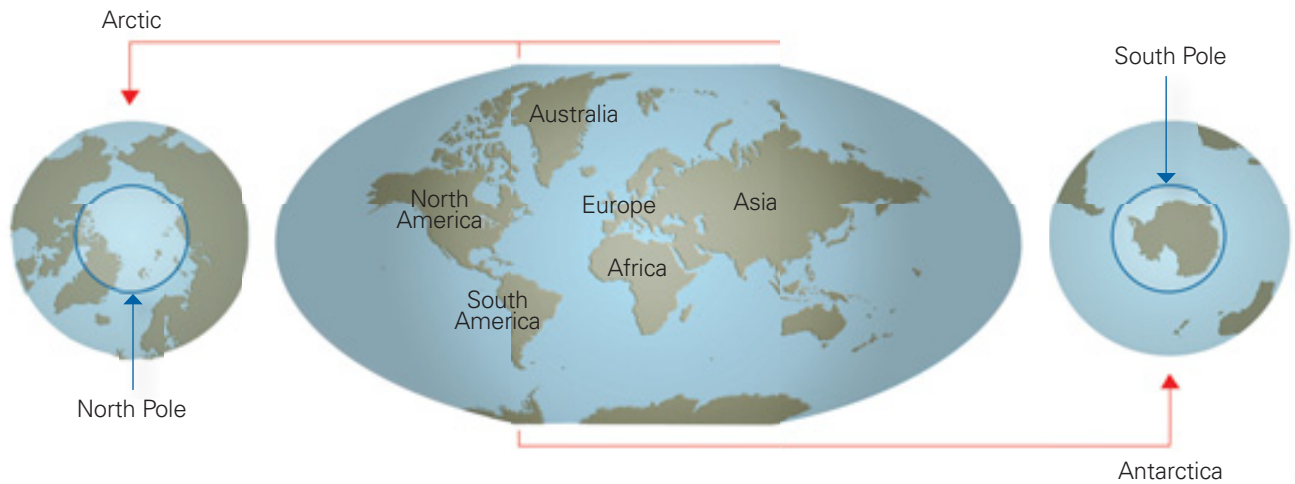 Arctic
South Pole
Australia
North
America
Europe
Asia
Africa
South
America
North Pole
Antarctica